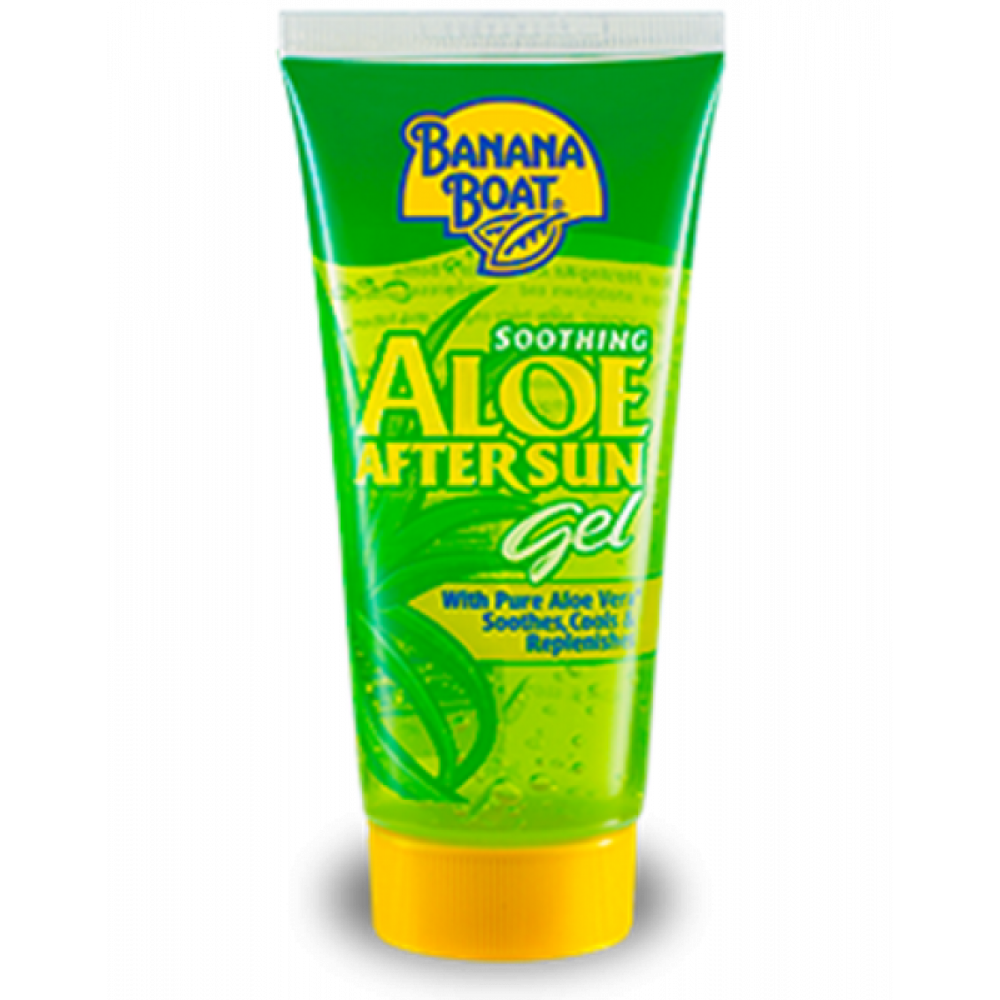 BANANA
BOAT®
SOOTHING
ALOE
AFTER SUN
Gel
With Pure Aloe Vera
Soothes, Cools &
Replenishes